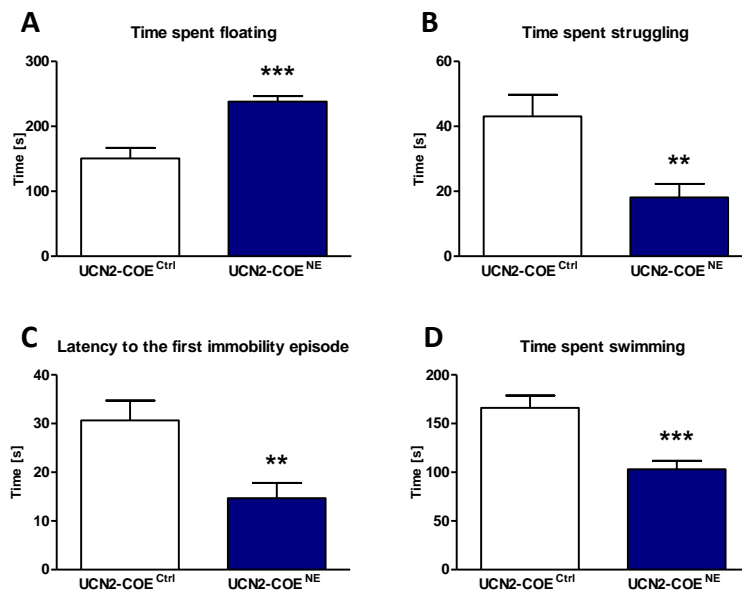 A
Time spent floating
300
200
100
0
Time [s]
***
UCN2-COE^Ctrl
UCN2-COE^NE
B
Time spent struggling
60
40
20
0
Time [s]
**
UCN2-COE^Ctrl
UCN2-COE^NE
C
Latency to the first immobility episode
40
30
20
10
0
Time [s]
**
UCN2-COE^Ctrl
UCN2-COE^NE
D
Time spent swimming
200
150
100
50
0
Time [s]
***
UCN2-COE^Ctrl
UCN2-COE^NE